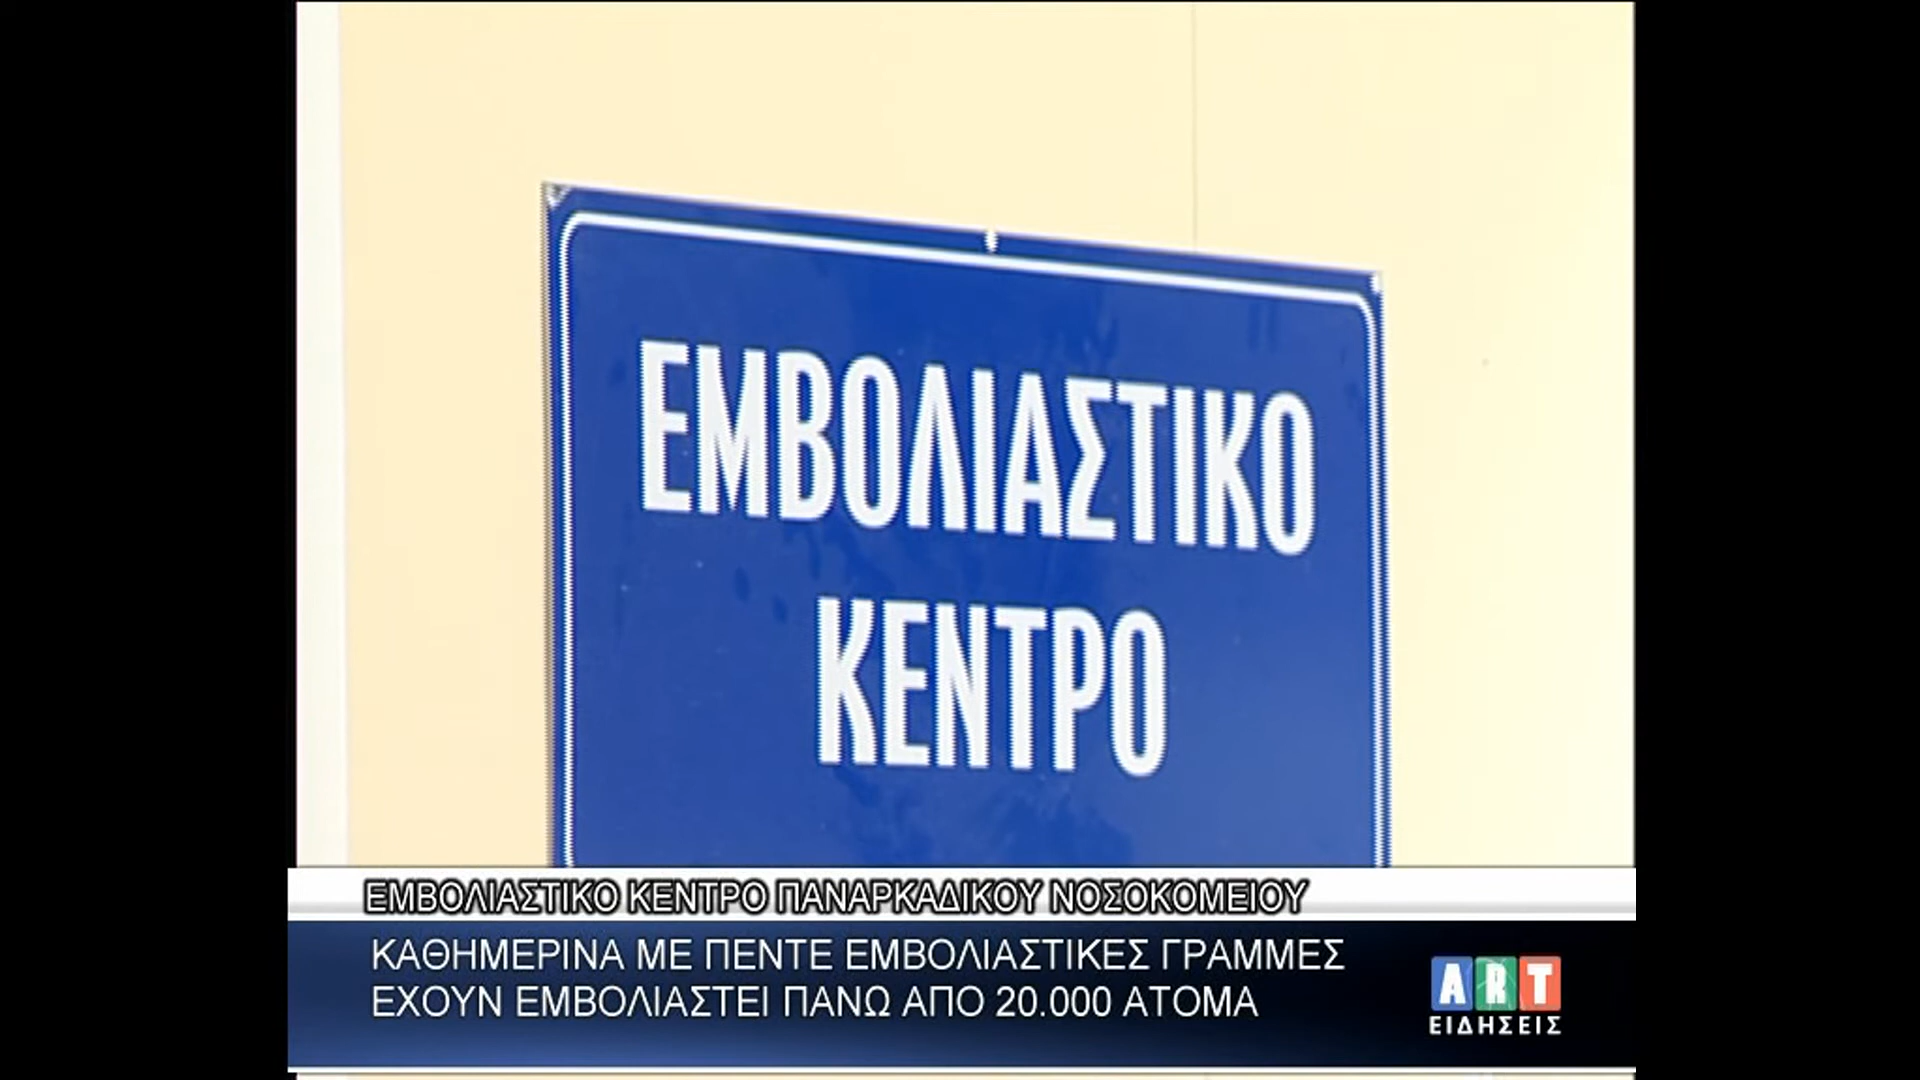 ΕΜΒΟΛΙΑΣΤΙΚΟ
ΚΕΝΤΡΟ
ΕΜΒΟΛΙΑΣΤΙΚΟ ΚΕΝΤΡΟ ΠΑΝΑΡΚΑΔΙΚΟΥ ΝΟΣΟΚΟΜΕΙΟΥ
ΚΑΘΗΜΕΡΙΝΑ ΜΕ ΠΕΝΤΕ ΕΜΒΟΛΙΑΣΤΙΚΕΣ ΓΡΑΜΜΕΣ
ΕΧΟΥΝ ΕΜΒΟΛΙΑΣΤΕΙ ΠΑΝΩ ΑΠΟ 20.000 ΑΤΟΜΑ
ART
ΕΙΔΗΣΕΙΣ